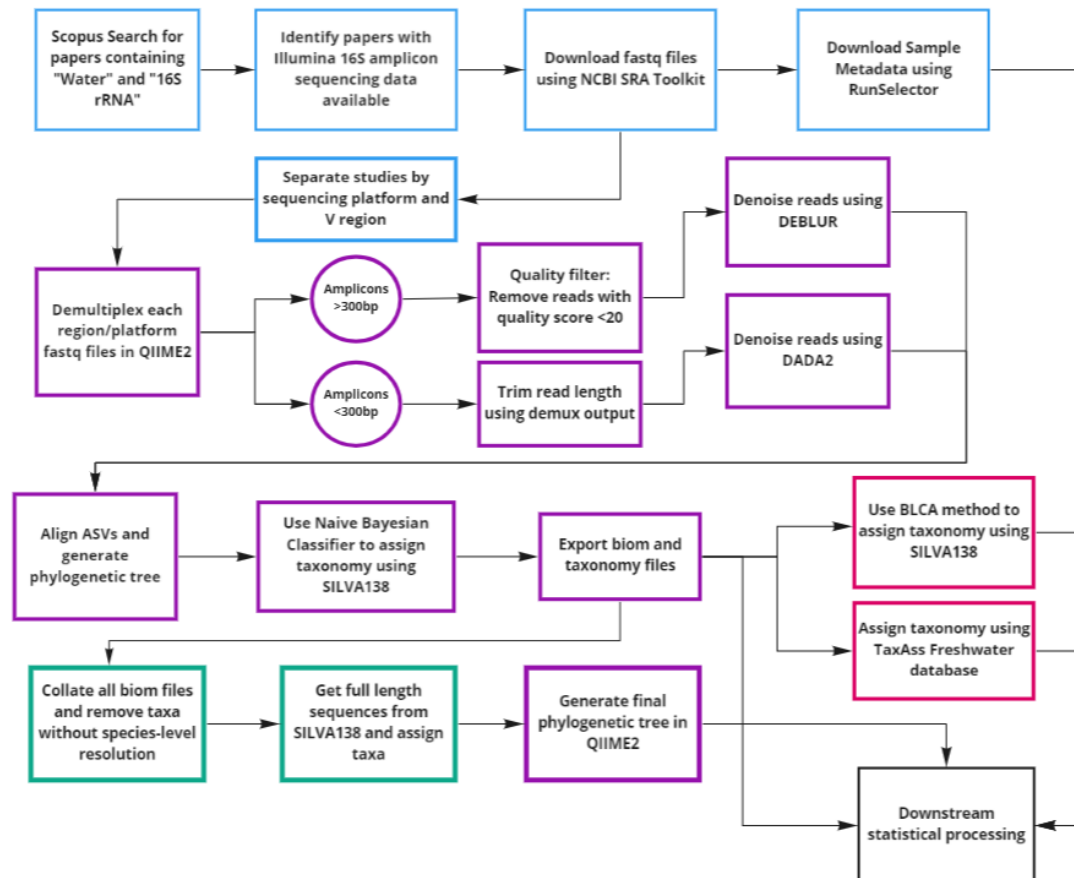 Scopus Search for
papers containing
"Water" and "16S
rRNA"
Identify papers with
Illumina 16S amplicon
sequencing data
available
Download fastq files
using NCBI SRA Toolkit
Download Sample
Metadata using
RunSelector
Separate studies by
sequencing platform and
V region
Denoise reads using
DEBLUR
Demultiplex each
region/platform
fastq files in QIIME2
Amplicons
>300bp
Quality filter:
Remove reads with
quality score <20
Denoise reads using
DADA2
Amplicons
<300bp
Trim read length
using demux output
Align ASVs and
generate
phylogenetic tree
Use Naive Bayesian
Classifier to assign
taxonomy using
SILVA138
Export biom and
taxonomy files
Use BLCA method to
assign taxonomy using
SILVA138
Assign taxonomy using
TaxAss Freshwater
database
Collate all biom files
and remove taxa
without species-level
resolution
Get full length
sequences from
SILVA138 and assign
taxa
Generate final
phylogenetic tree in
QIIME2
Downstream
statistical processing